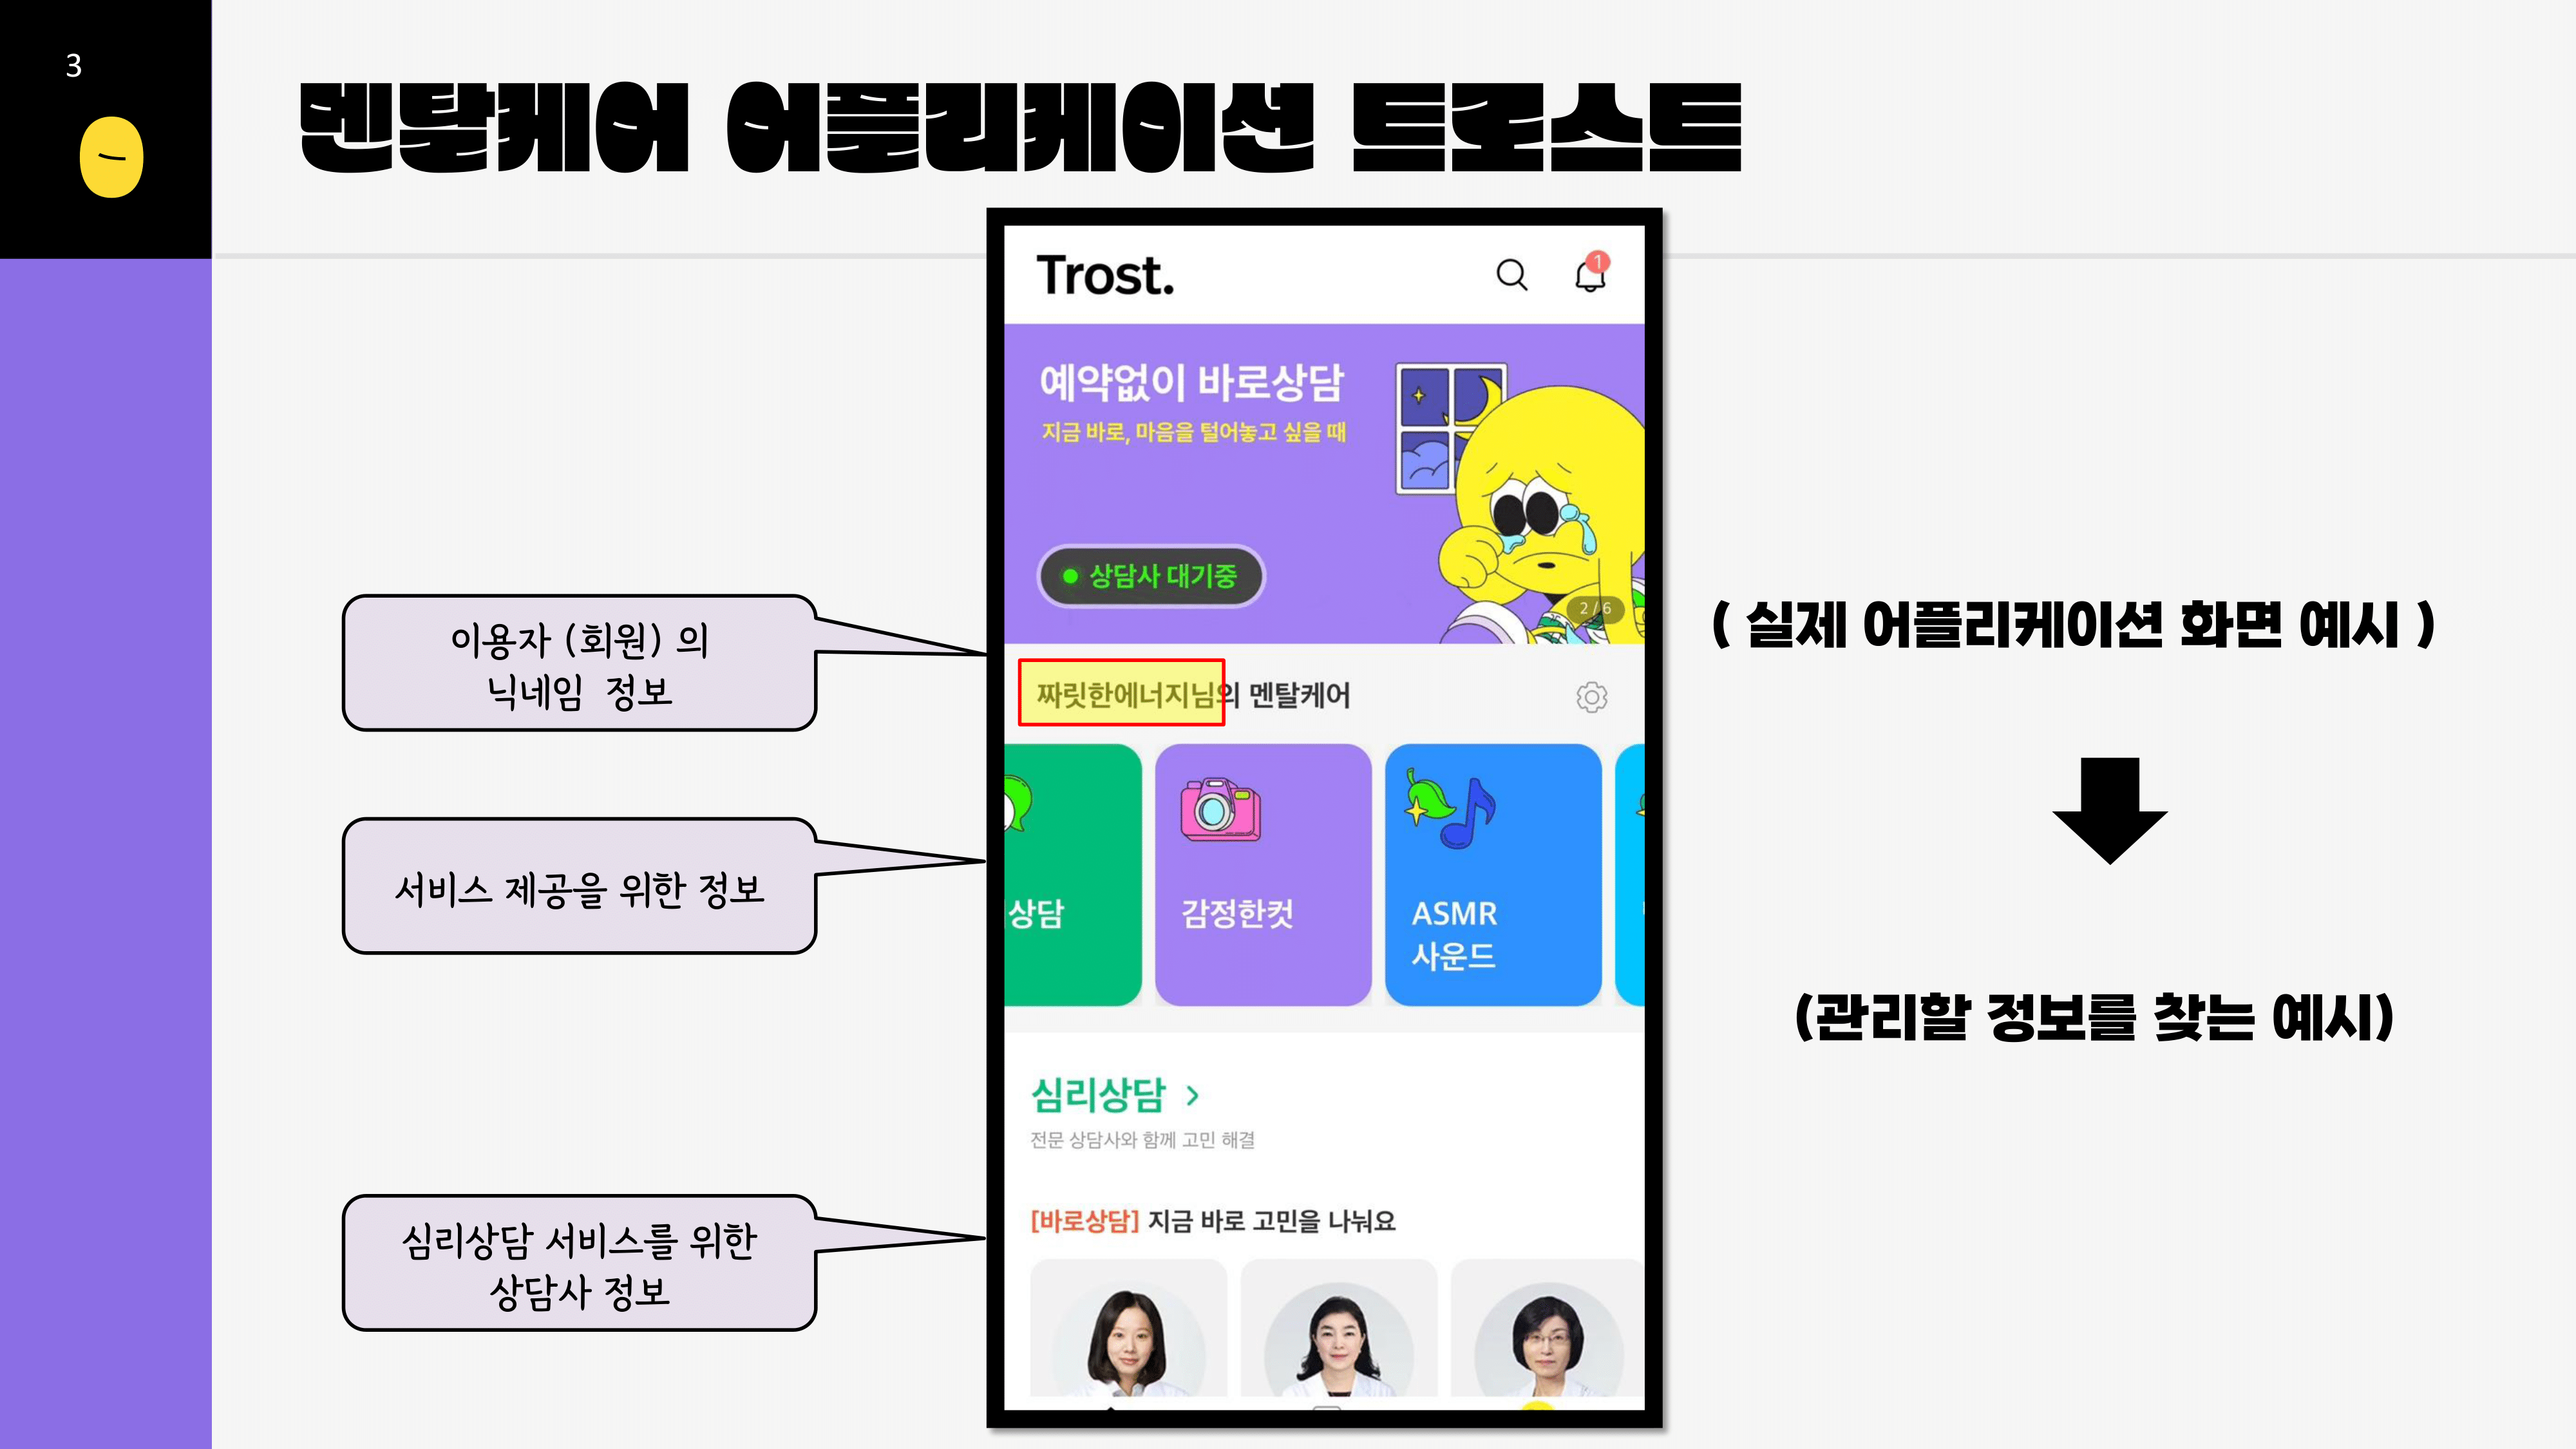 3
멘탈케어 어플리케이션 트로스트
이용자 (회원) 의
닉네임 정보
서비스 제공을 위한 정보
심리상담 서비스를 위한
상담사 정보
Trost.
1
예약없이 바로상담
지금 바로, 마음을 털어놓고 싶을 때
상담사 대기중
2 / 6
짜릿한에너지님의 멘탈케어
상담
감정한컷
ASMR
사운드
심리상담 >
전문 상담사와 함께 고민 해결
[바로상담] 지금 바로 고민을 나눠요
( 실제 어플리케이션 화면 예시 )
(관리할 정보를 찾는 예시)